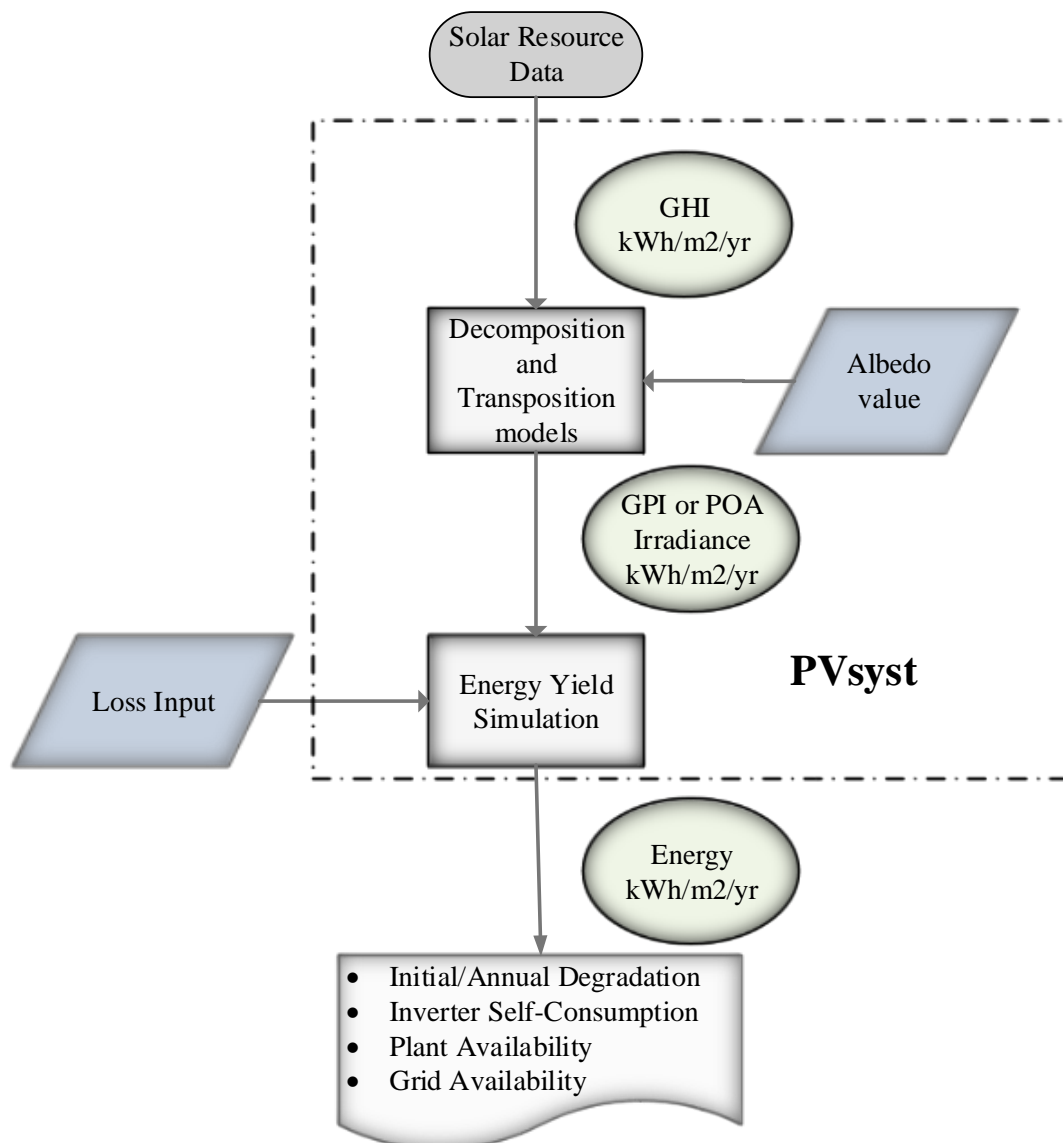 Solar Resource
Data
GHI
kWh/m2/yr
Decomposition
and
Transposition
models
Albedo
value
GPI or POA
Irradiance
kWh/m2/yr
Loss Input
Energy Yield
Simulation
PVsyst
Energy
kWh/m2/yr
• Initial/Annual Degradation
• Inverter Self-Consumption
• Plant Availability
• Grid Availability